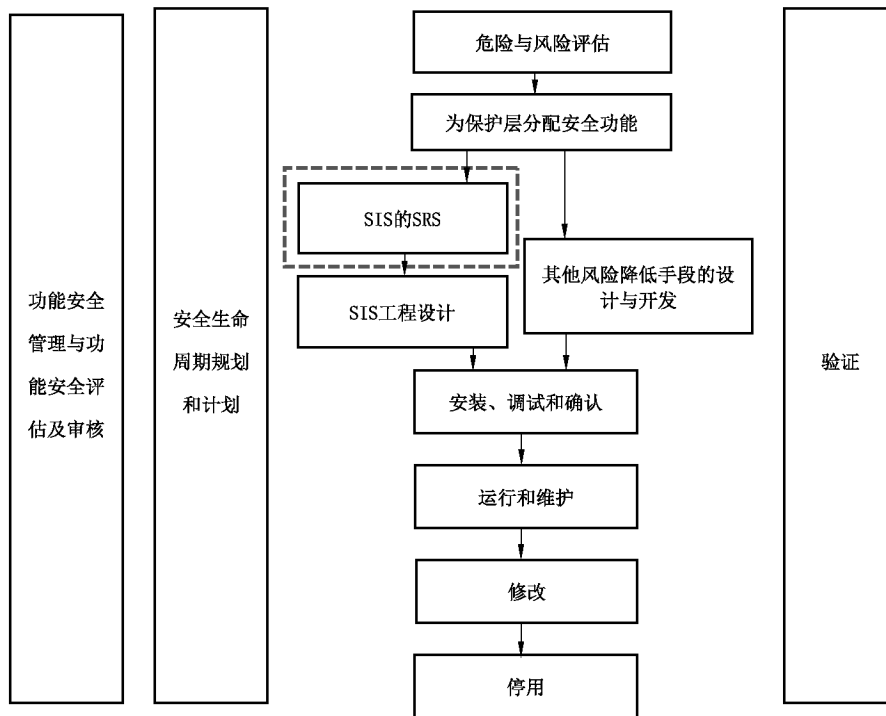 功能安全
管理与功
能安全评
估及审核
安全生命
周期规划
和计划
危险与风险评估
为保护层分配安全功能
SIS的SRS
SIS工程设计
其他风险降低手段的设
计与开发
安装、调试和确认
运行和维护
修改
停用
验证